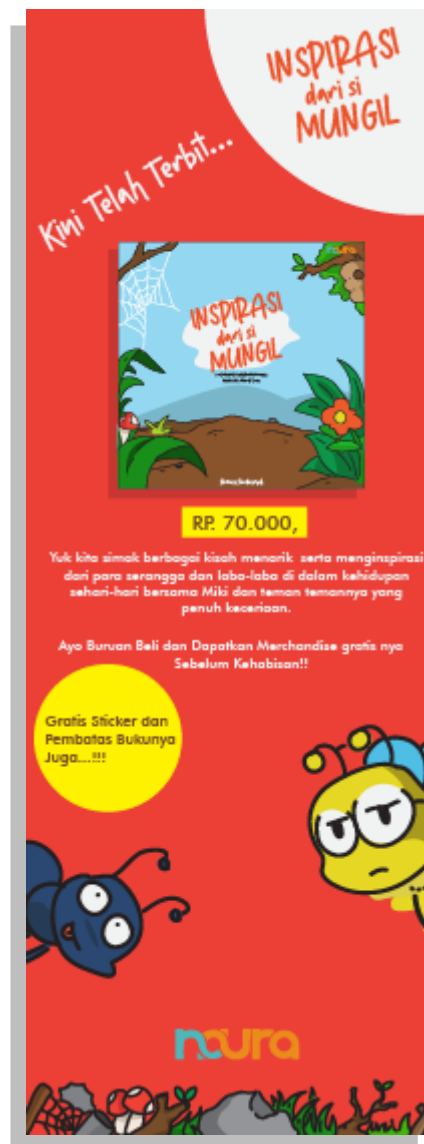 INSPIRASI
dari si
MUNGIL
Kini Telah Terbit...
INSPIRASI
dari si
MUNGIL
RP. 70.000,
Yuk kita simak berbagai kisah menarik serta menginspirasi
dari para serangga dan laba-laba di dalam kehidupan
sehari-hari bersama Miki dan teman temannya yang
penuh keceriaan.
Ayo Buruan Beli dan Dapatkan Merchandise gratis nya
Sebelum Kehabisan!!
Gratis Sticker dan
Pembatas Bukunya
Juga....!!!
noura